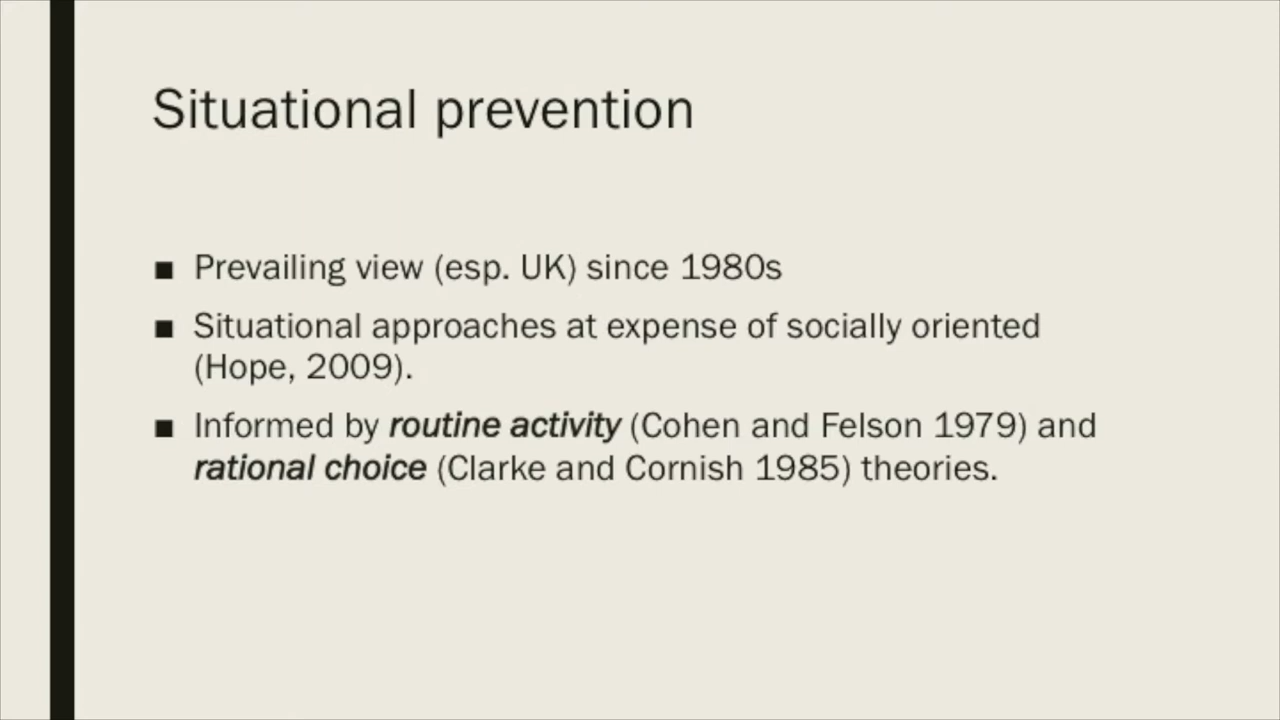 Situational prevention
■ Prevailing view (esp. UK) since 1980s
■ Situational approaches at expense of socially oriented
(Hope, 2009).
■ Informed by routine activity (Cohen and Felson 1979) and
rational choice (Clarke and Cornish 1985) theories.